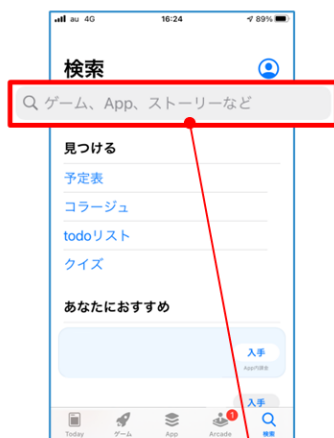 au 4G 16:24 89%
検索
ゲーム、App、ストーリーなど
見つける
予定表
コラージュ
todoリスト
クイズ
あなたにおすすめ
入手
App内課金
入手
Today ゲーム App Arcade 1 検索